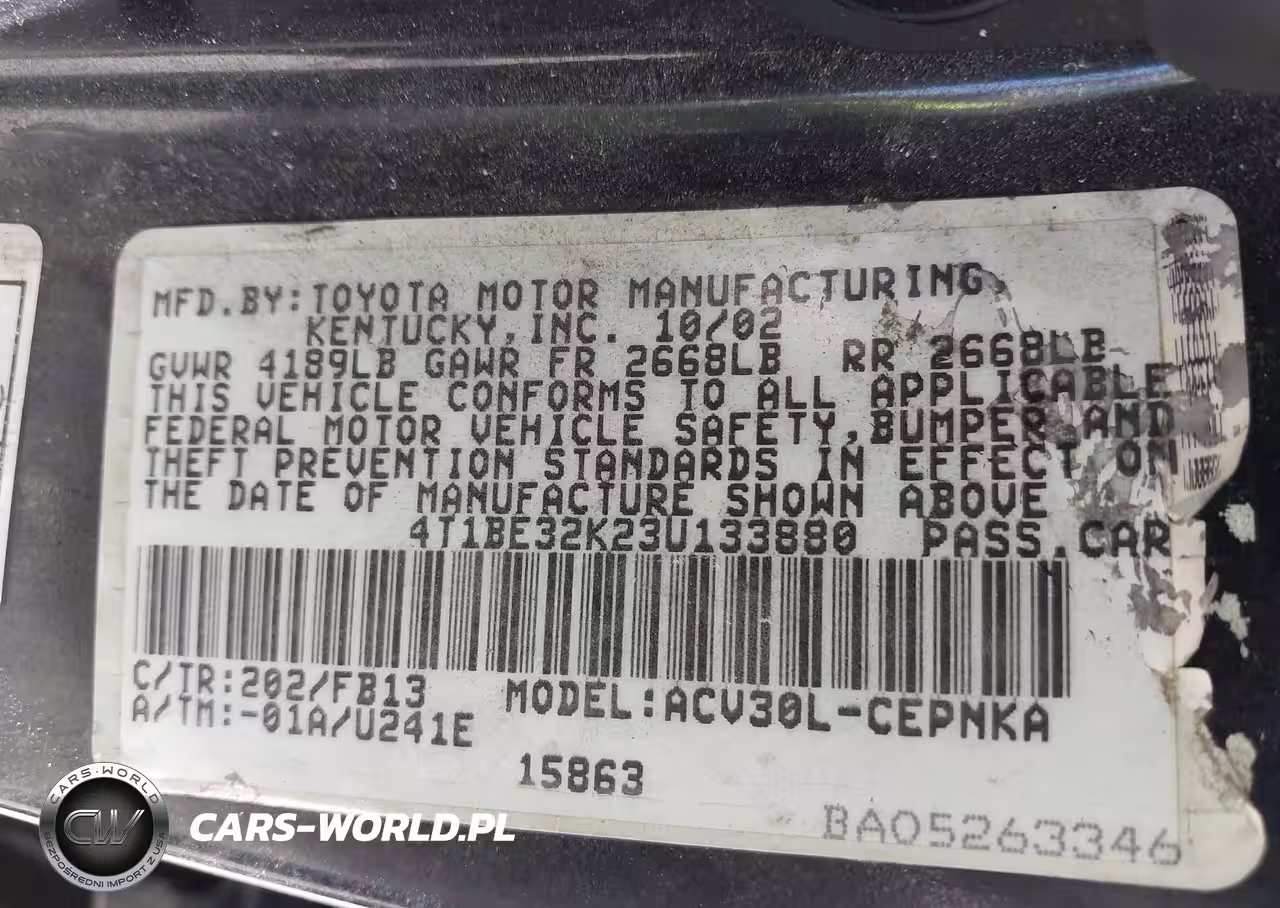 MFD.BY:TOYOTA MOTOR MANUFACTURING,
KENTUCKY,INC. 10/02
GVWR 4189LB GAWR FR 2668LB RR 2668LB
THIS VEHICLE CONFORMS TO ALL APPLICABLE
FEDERAL MOTOR VEHICLE SAFETY,BUMPER AND
THEFT PREVENTION STANDARDS IN EFFECT ON
THE DATE OF MANUFACTURE SHOWN ABOVE
4T1BE32K23U133880 PASS.CAR
C/TR:202/FB13 MODEL:ACV30L-CEPNKA
A/TM:-01A/U241E
15863
BA05263346
CARS-WORLD
CW
BEZPOŚREDNI IMPORT Z USA
CARS-WORLD.PL